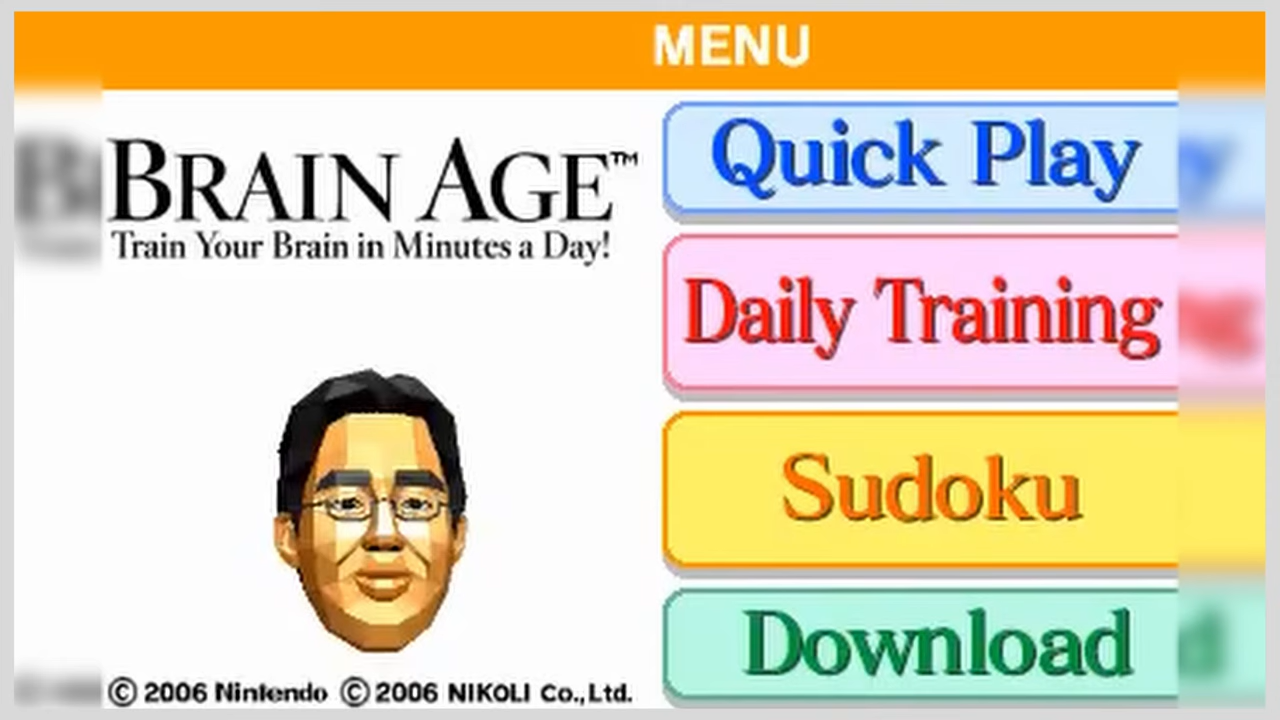 MENU
BRAIN AGE™
Train Your Brain in Minutes a Day!
© 2006 Nintendo © 2006 NIKOLI Co.,Ltd.
Quick Play
Daily Training
Sudoku
Download